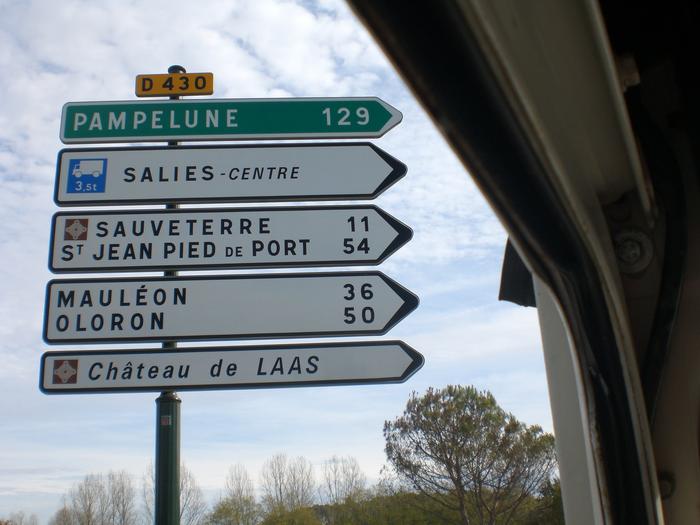 D 430
PAMPELUNE 129
3,5t SALIES-CENTRE
SAUVETERRE 11
ST JEAN PIED DE PORT 54
MAULÉON 36
OLORON 50
Château de LAAS